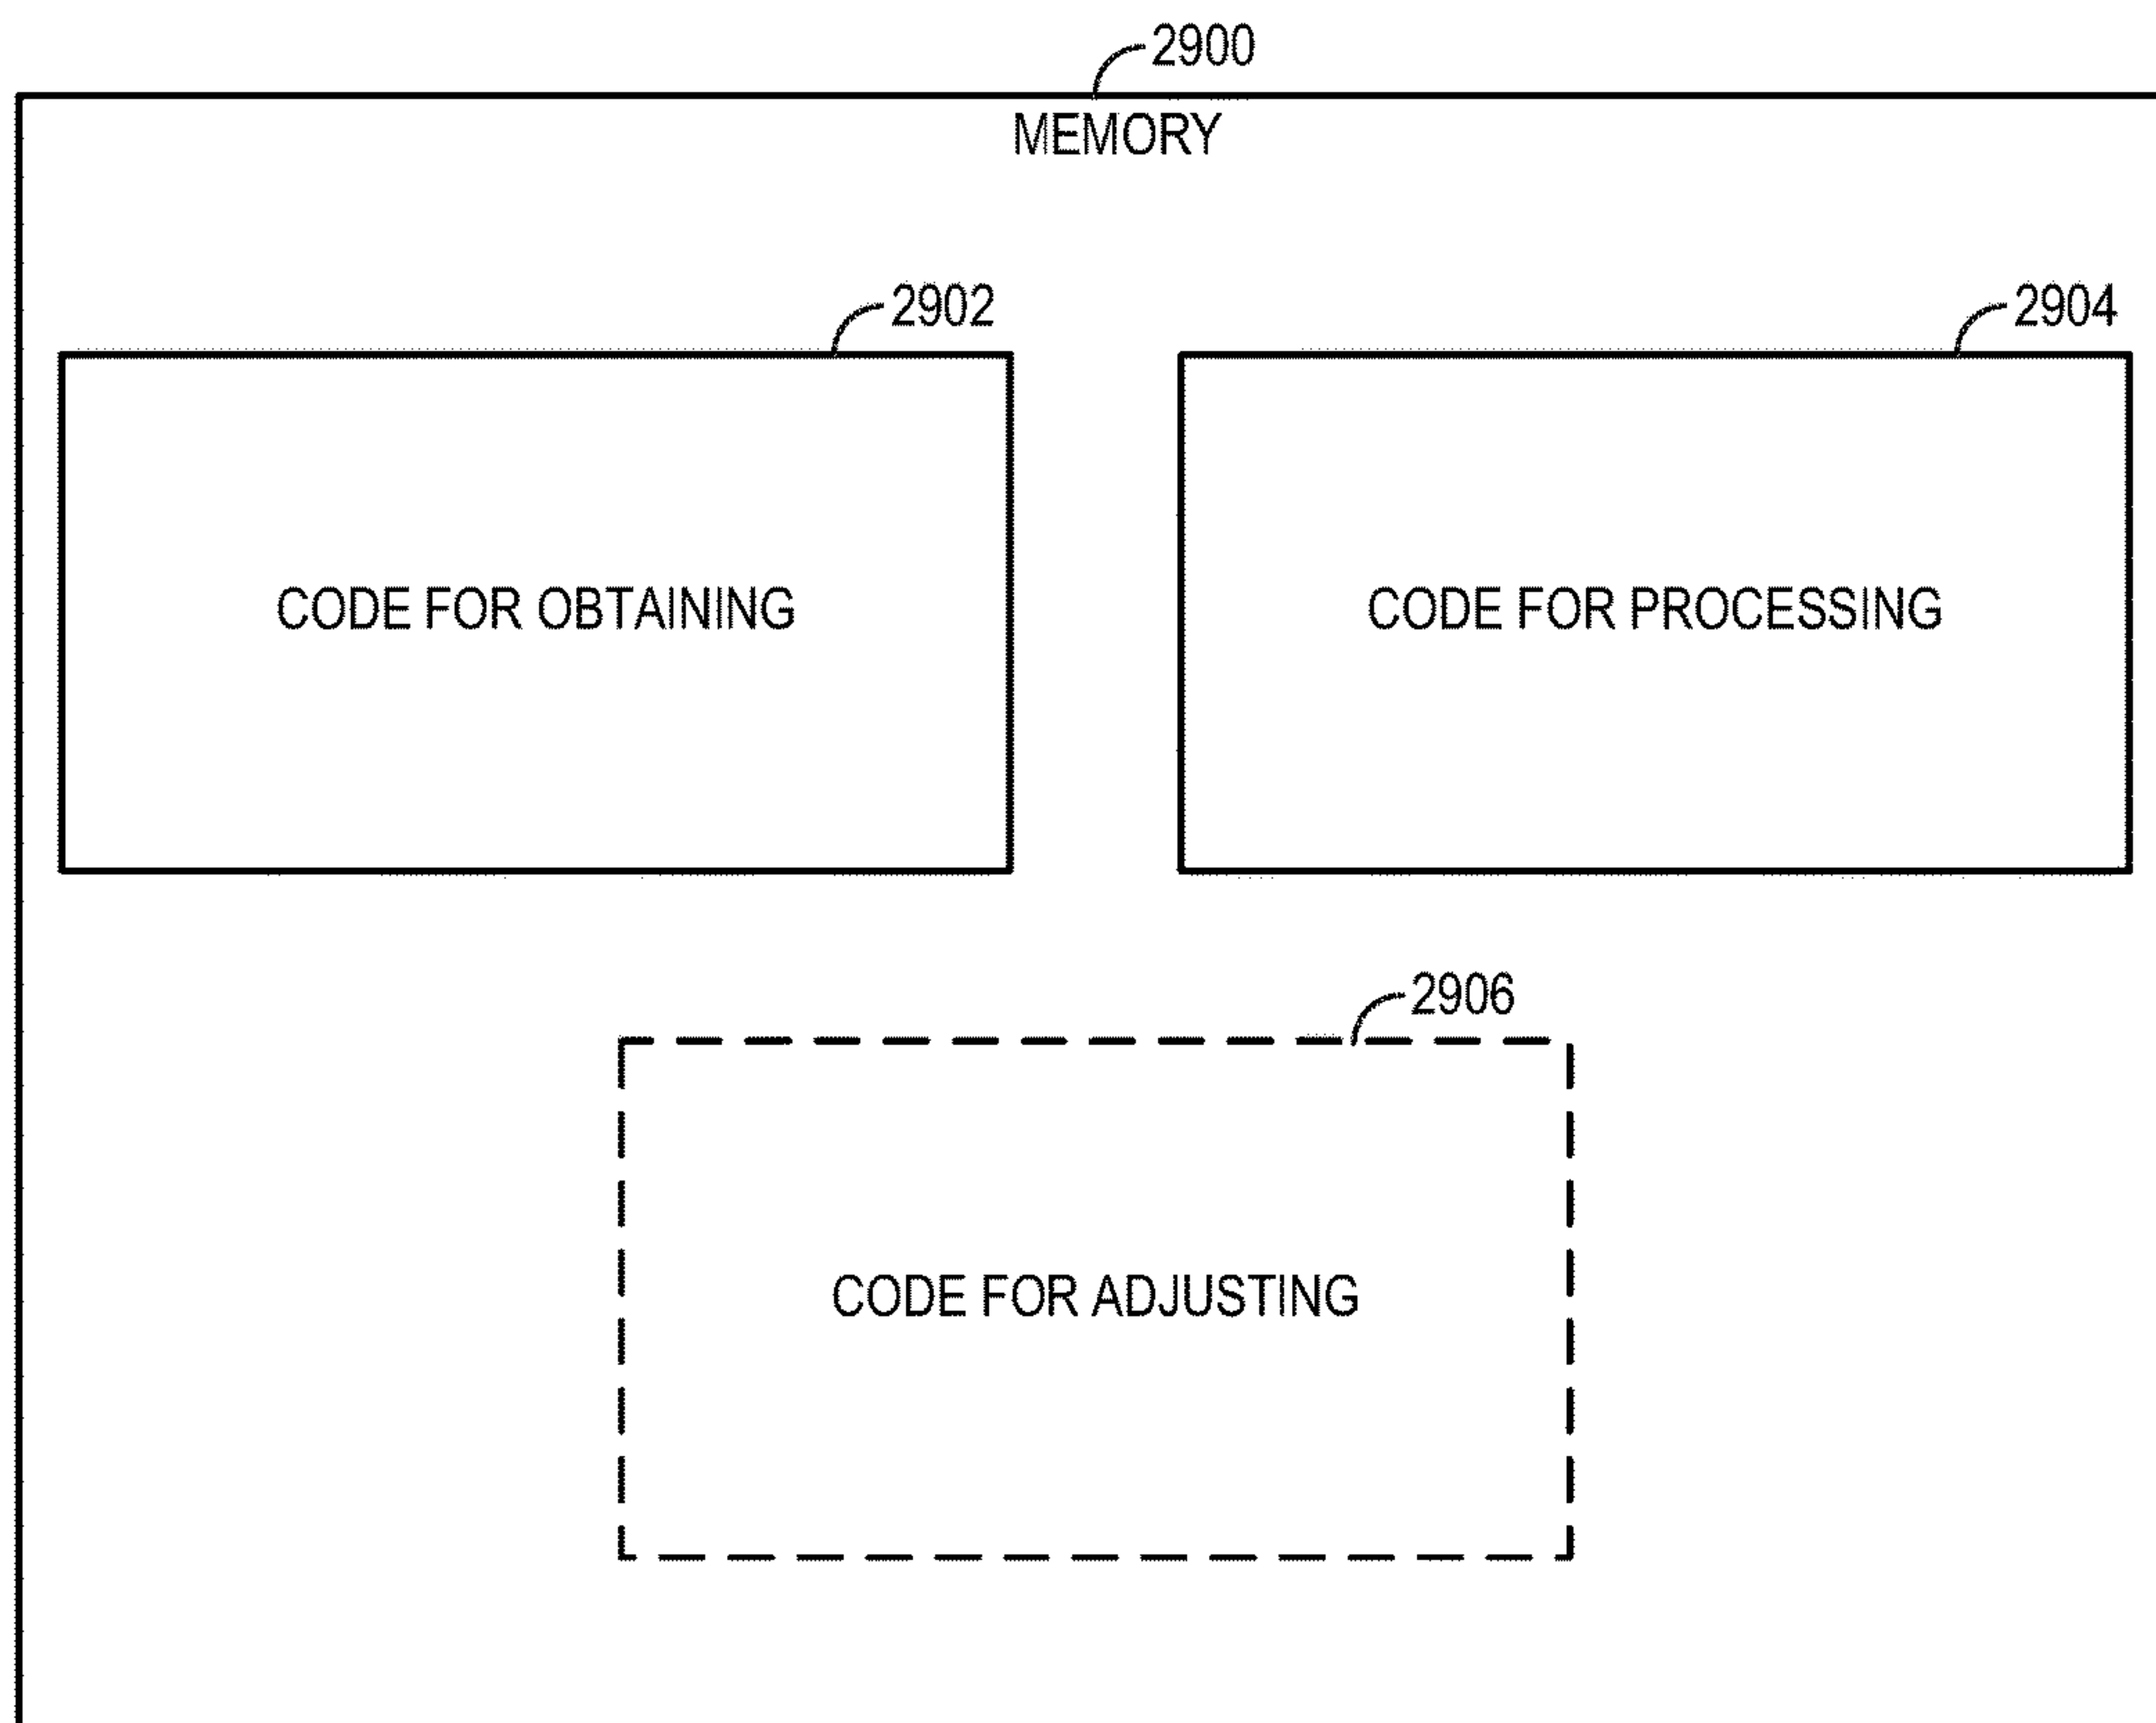 2900
MEMORY
2902
2904
CODE FOR OBTAINING
CODE FOR PROCESSING
2906
CODE FOR ADJUSTING